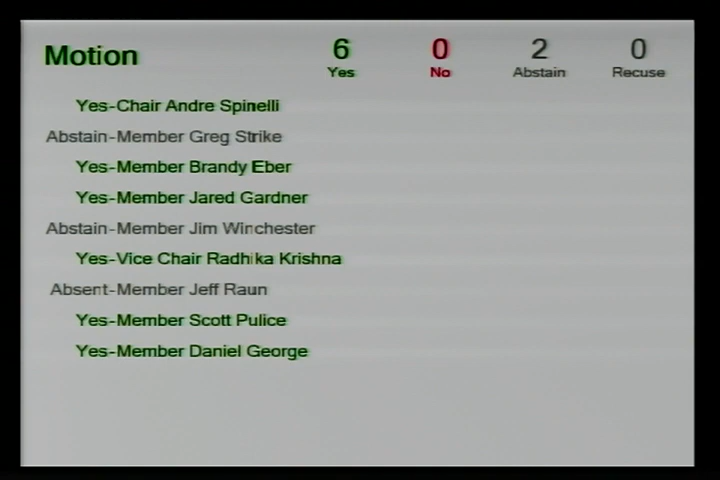 Motion
6 0 2 0
Yes No Abstain Recuse
Yes-Chair Andre Spinelli
Abstain-Member Greg Strike
Yes-Member Brandy Eber
Yes-Member Jared Gardner
Abstain-Member Jim Winchester
Yes-Vice Chair Radhika Krishna
Absent-Member Jeff Raun
Yes-Member Scott Pulice
Yes-Member Daniel George